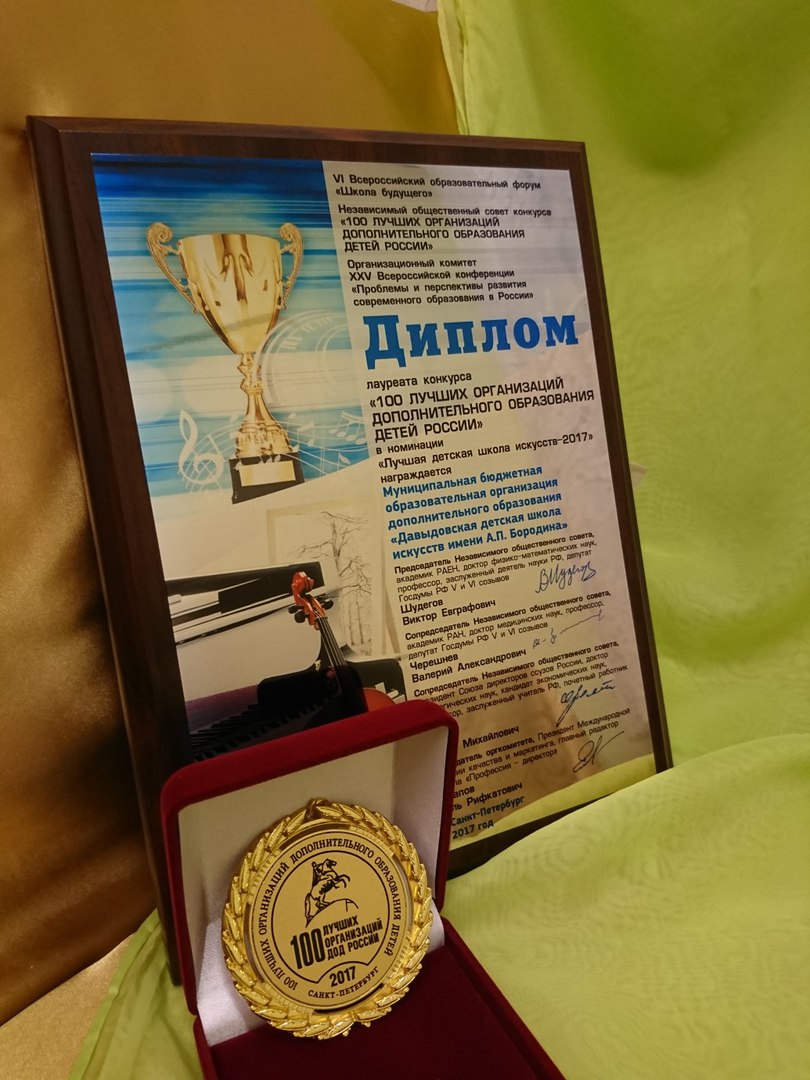 VI Всероссийский образовательный форум
«Школа будущего»
Независимый общественный совет конкурса
«100 ЛУЧШИХ ОРГАНИЗАЦИЙ
ДОПОЛНИТЕЛЬНОГО ОБРАЗОВАНИЯ
ДЕТЕЙ РОССИИ»
Организационный комитет
XXV Всероссийской конференции
«Проблемы и перспективы развития
современного образования в России»
Диплом
лауреата конкурса
«100 ЛУЧШИХ ОРГАНИЗАЦИЙ
ДОПОЛНИТЕЛЬНОГО ОБРАЗОВАНИЯ
ДЕТЕЙ РОССИИ»
в номинации
«Лучшая детская школа искусств-2017»
награждается
Муниципальная бюджетная
образовательная организация
дополнительного образования
«Давыдовская детская школа
искусств имени А.П. Бородина»
Председатель Независимого общественного совета,
академик РАЕН, доктор физико-математических наук,
профессор, заслуженный деятель науки РФ, депутат
Госдумы РФ V и VI созывов
Шудегов
Виктор Евграфович
Сопредседатель Независимого общественного совета,
академик РАН, доктор медицинских наук, профессор,
депутат Госдумы РФ V и VI созывов
Черешнев
Валерий Александрович
Сопредседатель Независимого общественного совета,
Союза директоров ссузов России, доктор
наук, кандидат экономических наук,
заслуженный учитель РФ, почетный работник
Михайлович
оргкомитета, Президент Международной
качества и маркетинга, главный редактор
«Профессия - директор»
Рифкатович
Санкт-Петербург
2017 год
100 ЛУЧШИХ ОРГАНИЗАЦИЙ ДОПОЛНИТЕЛЬНОГО ОБРАЗОВАНИЯ ДЕТЕЙ
100 ЛУЧШИХ
ОРГАНИЗАЦИЙ
ДОД РОССИИ
2017
САНКТ-ПЕТЕРБУРГ